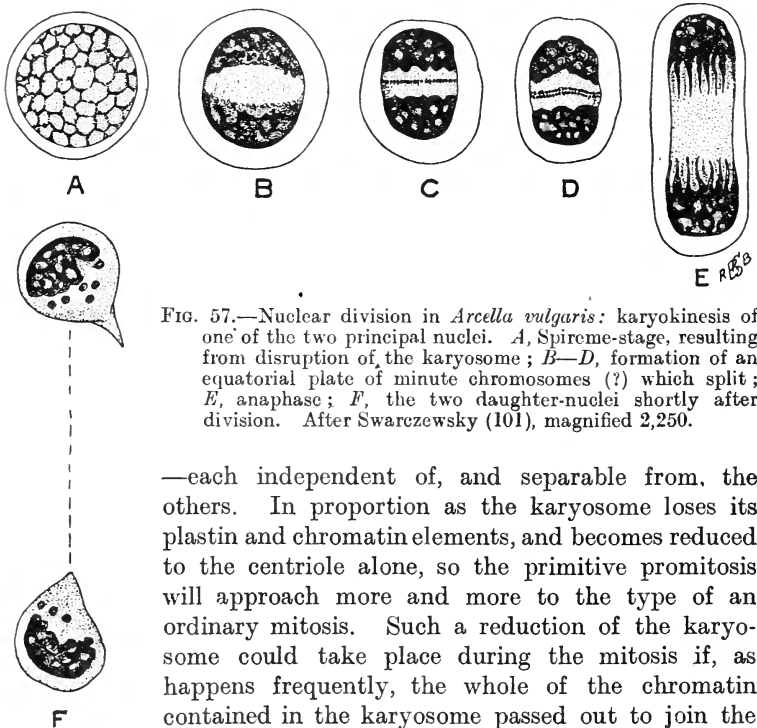 A
B
C
D
E
F
FIG. 57.—Nuclear division in Arcella vulgaris: karyokinesis of
one of the two principal nuclei. A, Spireme-stage, resulting
from disruption of the karyosome; B—D, formation of an
equatorial plate of minute chromosomes (?) which split;
E, anaphase; F, the two daughter-nuclei shortly after
division. After Swarczewsky (101), magnified 2,250.
—each independent of, and separable from, the
others. In proportion as the karyosome loses its
plastin and chromatin elements, and becomes reduced
to the centriole alone, so the primitive promitosis
will approach more and more to the type of an
ordinary mitosis. Such a reduction of the karyo-
some could take place during the mitosis if, as
happens frequently, the whole of the chromatin
contained in the karyosome passed out to join the